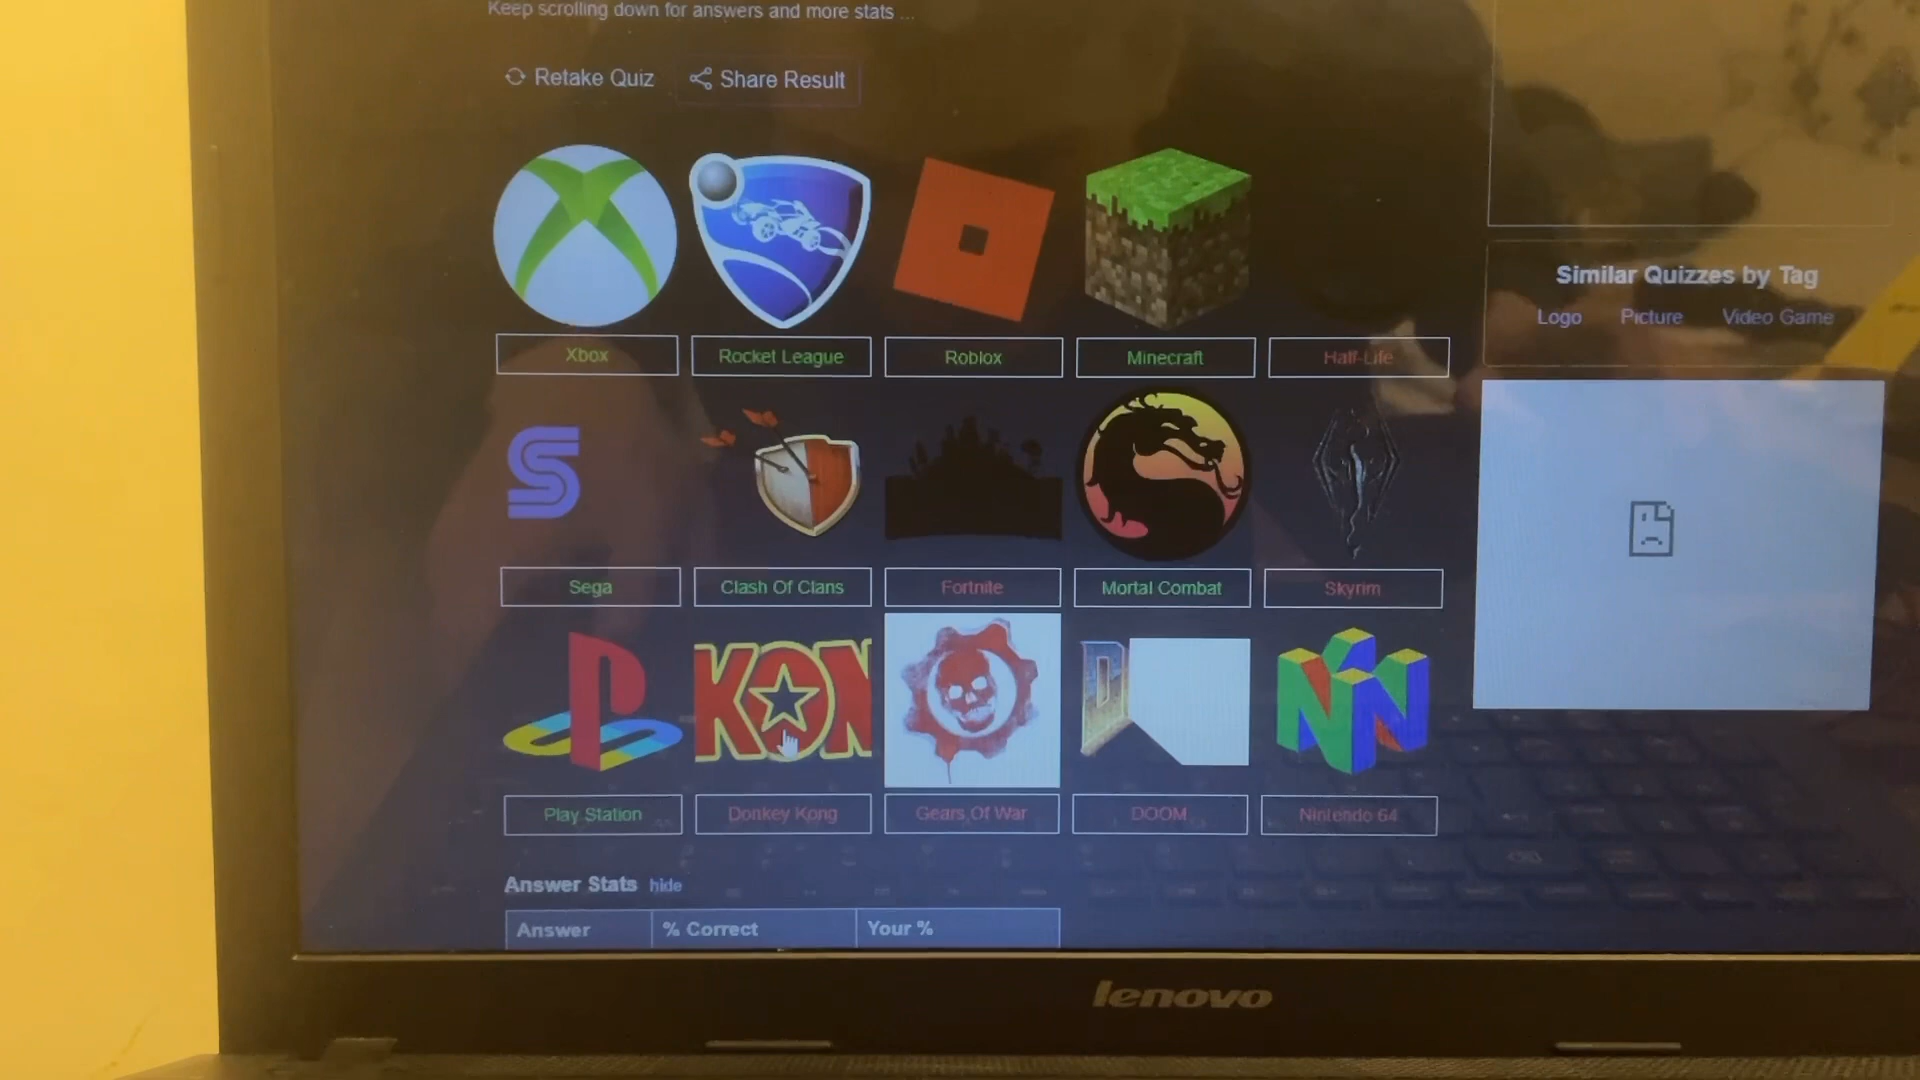 Keep scrolling down for answers and more stats ...
Retake Quiz Share Result
Similar Quizzes by Tag
Logo Picture Video Game
Xbox Rocket League Roblox Minecraft Half-Life
S
Sega Clash Of Clans Fortnite Mortal Combat Skyrim
KON D
Play Station Donkey Kong Gears Of War DOOM Nintendo 64
Answer Stats hide
Answer % Correct Your %
lenovo